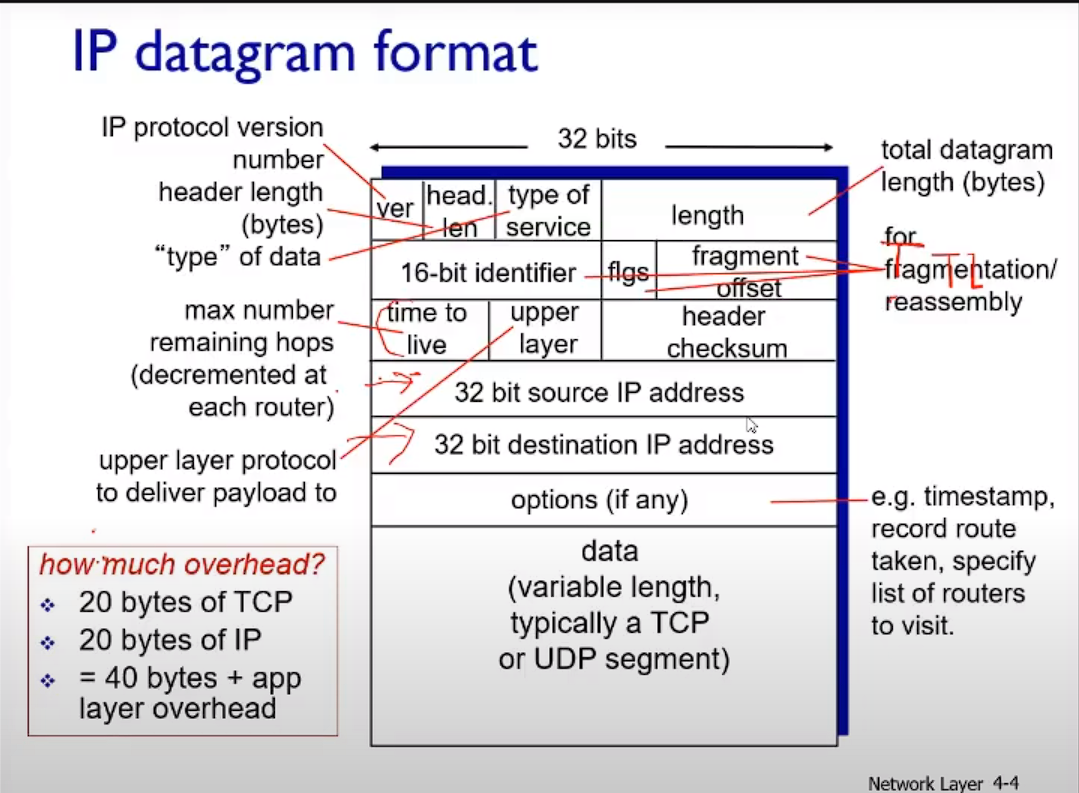 IP datagram format
IP protocol version
number
header length
(bytes)
“type” of data
max number
remaining hops
(decremented at
each router)
upper layer protocol
to deliver payload to
how much overhead?
20 bytes of TCP
20 bytes of IP
= 40 bytes + app
layer overhead
32 bits
ver
head.
len
type of
service
length
16-bit identifier
flgs
fragment
offset
time to
live
upper
layer
header
checksum
32 bit source IP address
32 bit destination IP address
options (if any)
data
(variable length,
typically a TCP
or UDP segment)
total datagram
length (bytes)
for
fragmentation/
reassembly
TTL
e.g. timestamp,
record route
taken, specify
list of routers
to visit.
Network Layer 4-4